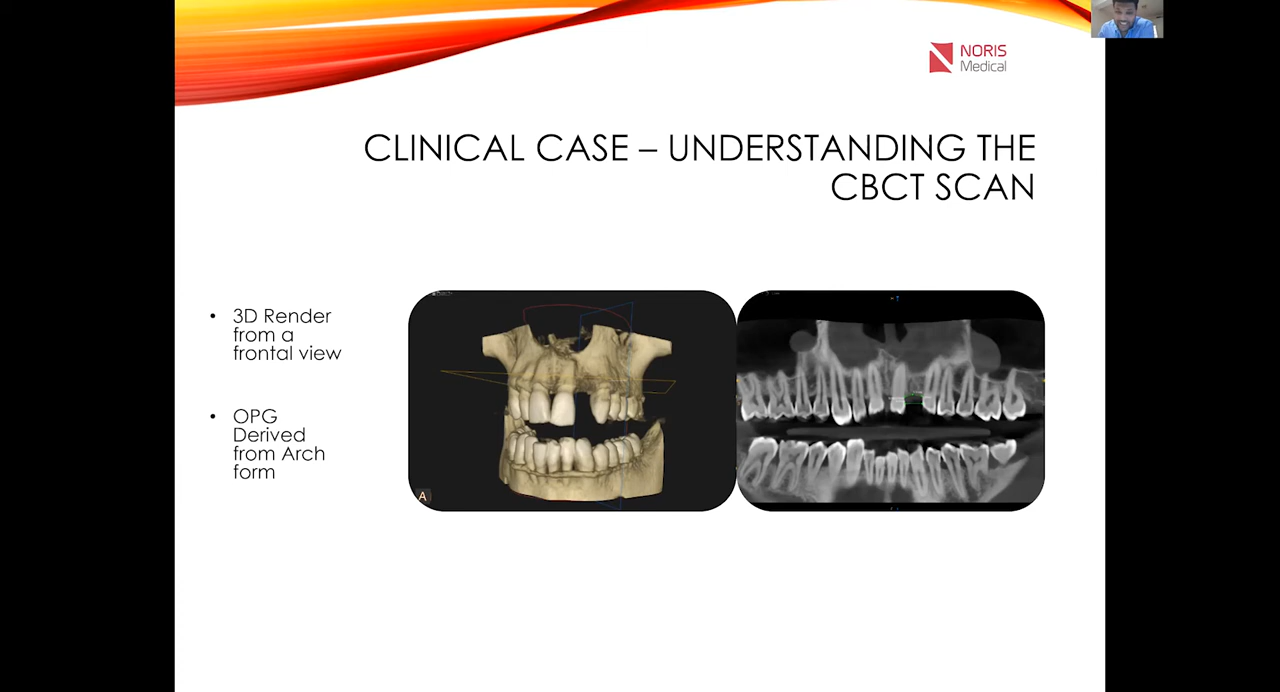 NORIS
Medical
CLINICAL CASE – UNDERSTANDING THE
CBCT SCAN
• 3D Render
from a
frontal view
• OPG
Derived
from Arch
form
A